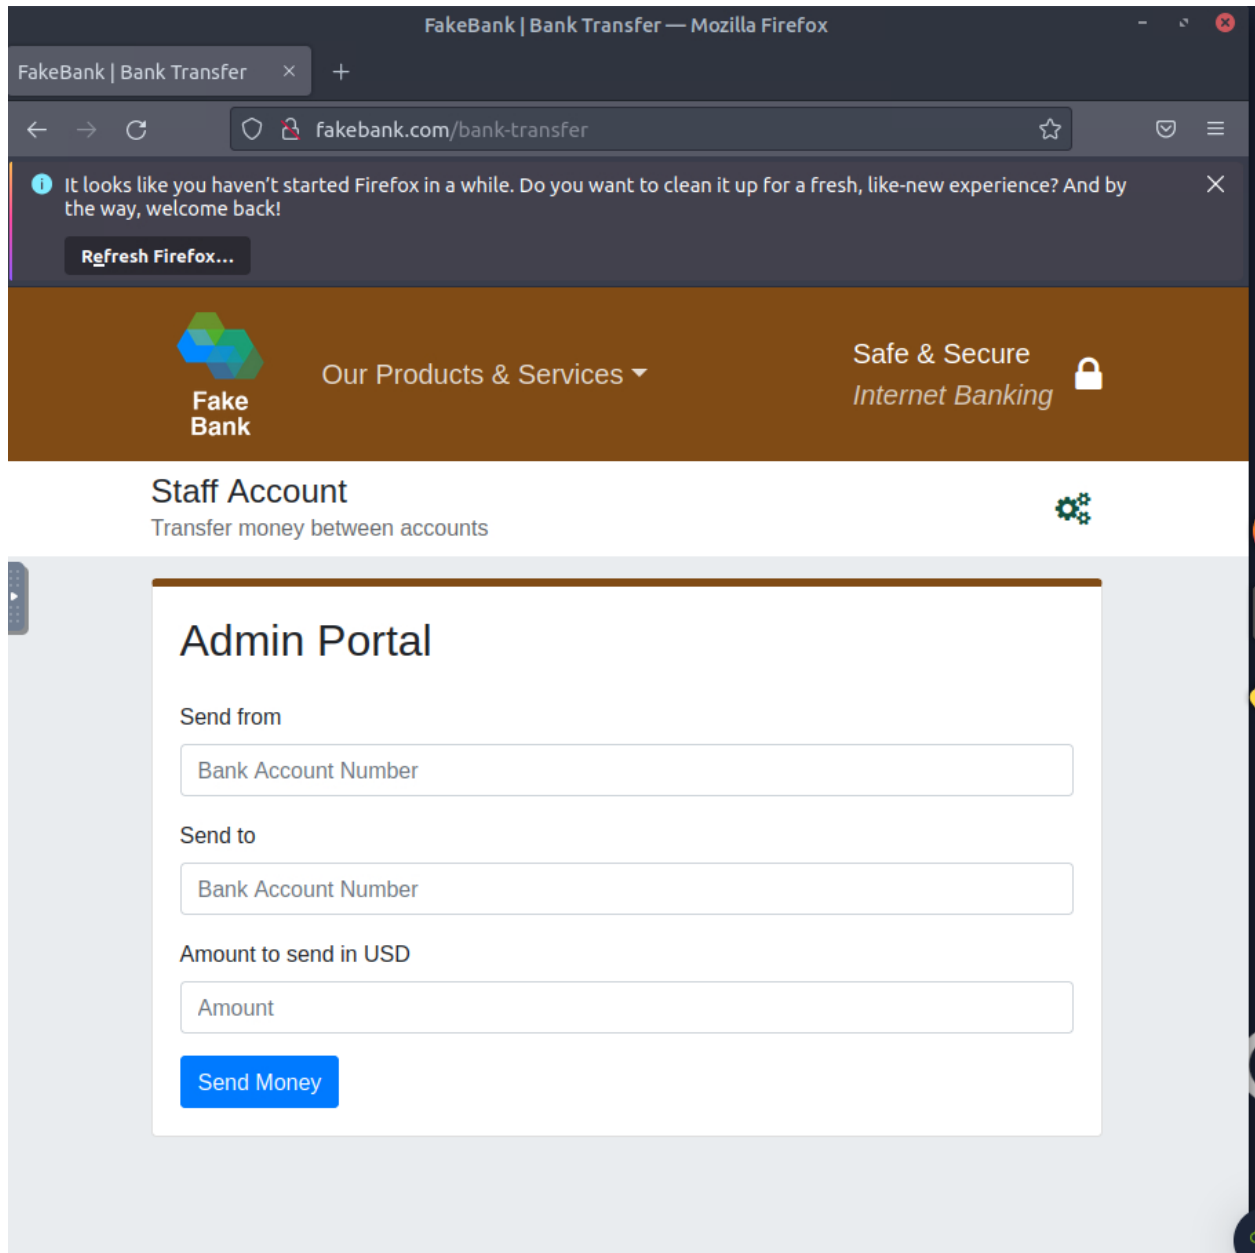 FakeBank | Bank Transfer — Mozilla Firefox
FakeBank | Bank Transfer
fakebank.com/bank-transfer
It looks like you haven't started Firefox in a while. Do you want to clean it up for a fresh, like-new experience? And by
the way, welcome back!
Refresh Firefox...
Our Products & Services
Safe & Secure
Internet Banking
Fake
Bank
Staff Account
Transfer money between accounts
Admin Portal
Send from
Bank Account Number
Send to
Bank Account Number
Amount to send in USD
Amount
Send Money